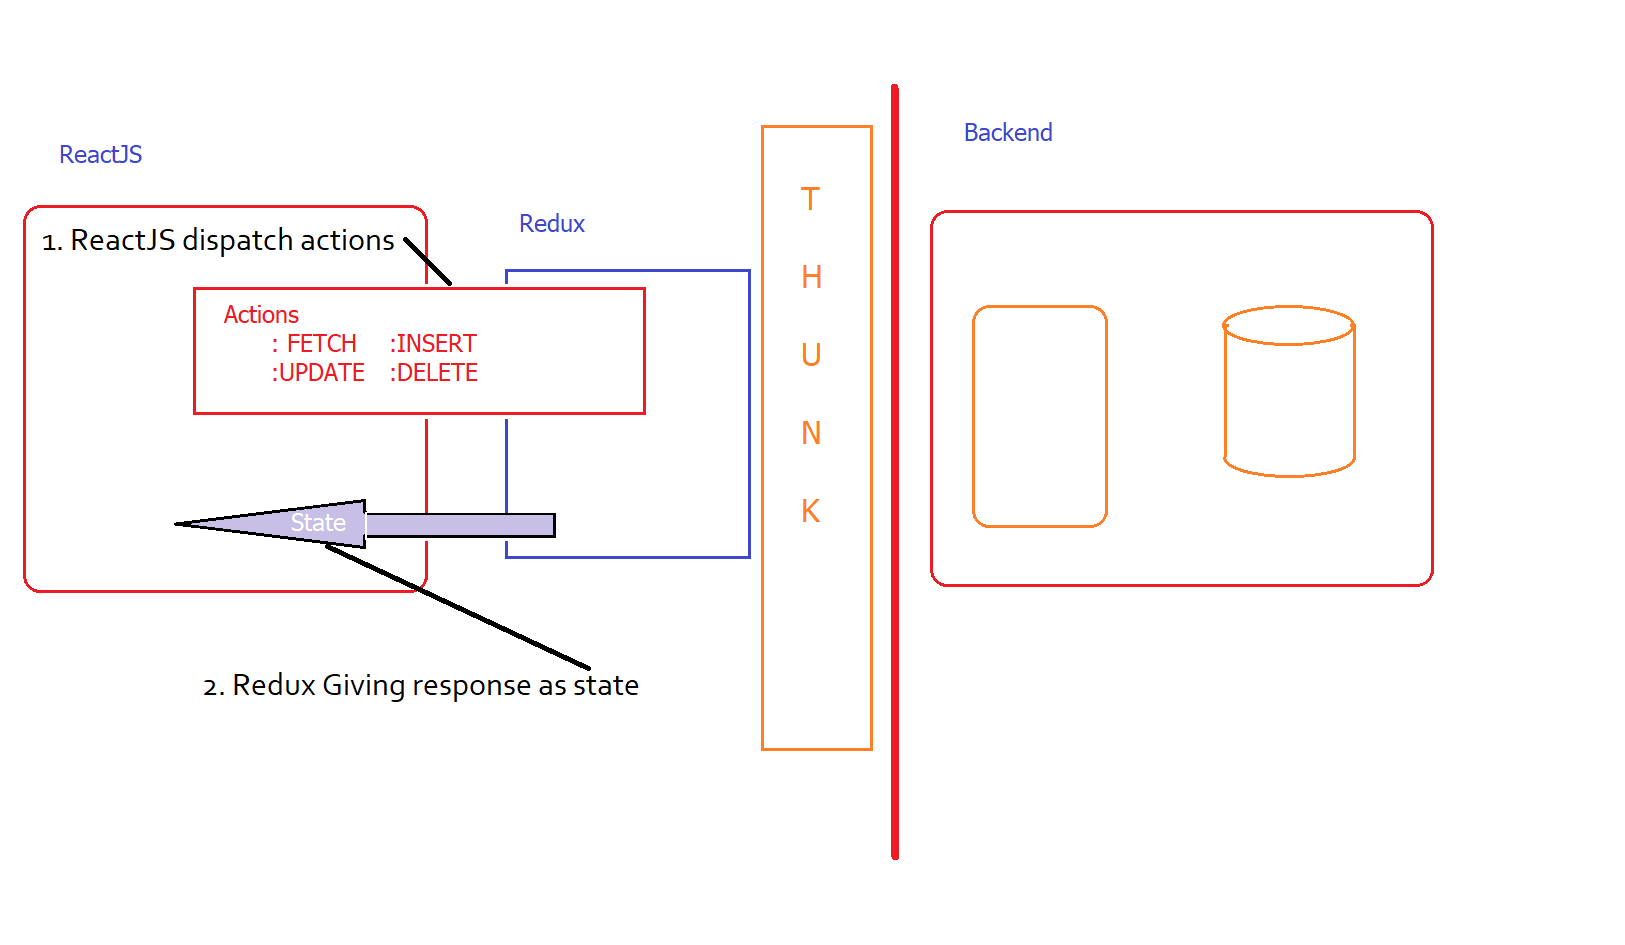 ReactJS
1. ReactJS dispatch actions
Redux
Actions
: FETCH :INSERT
:UPDATE :DELETE
State
2. Redux Giving response as state
T
H
U
N
K
Backend